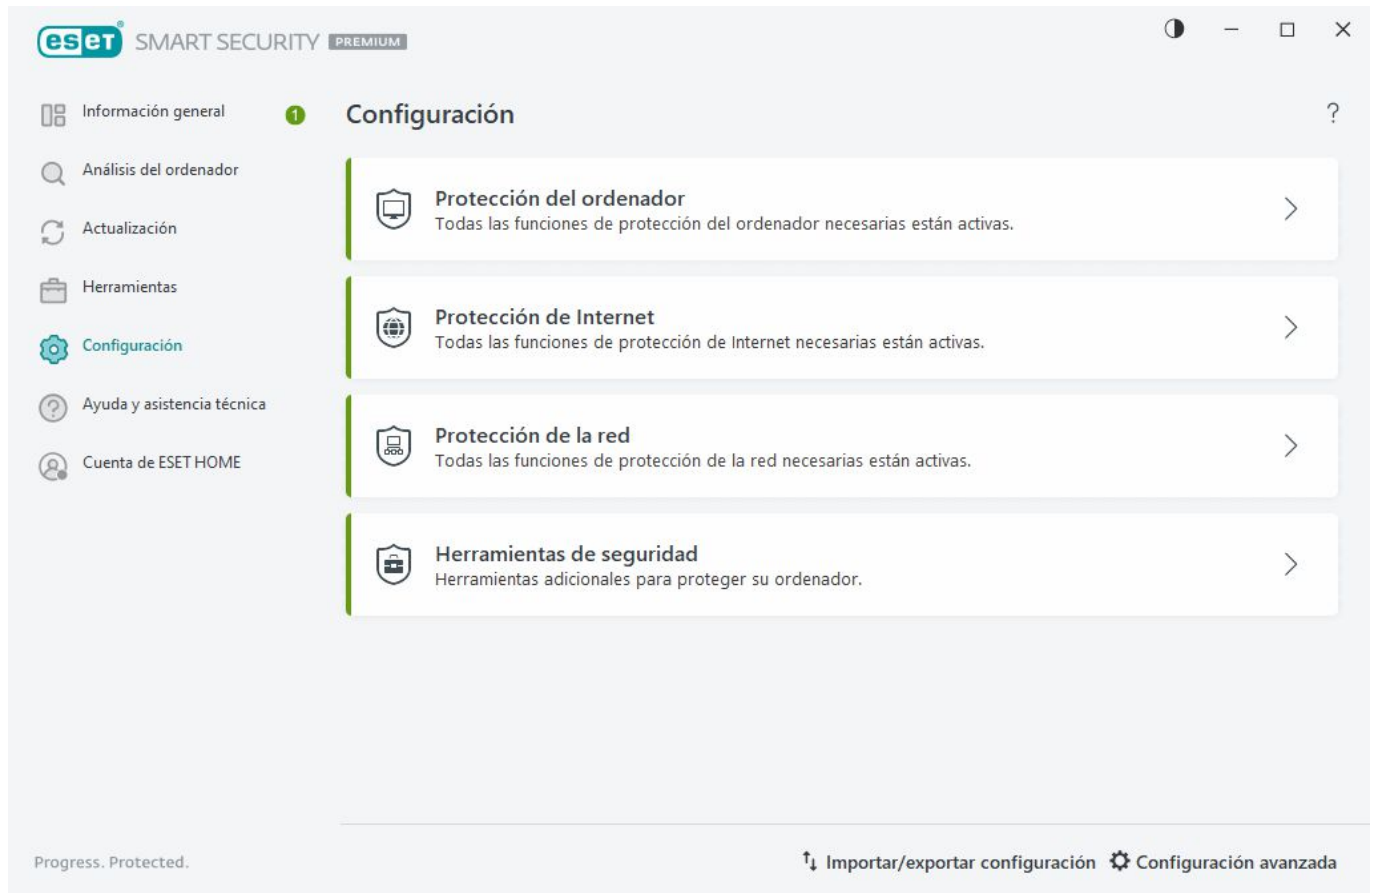 eset SMART SECURITY PREMIUM
Información general 1
Análisis del ordenador
Actualización
Herramientas
Configuración
Ayuda y asistencia técnica
Cuenta de ESET HOME
Configuración ?
Protección del ordenador
Todas las funciones de protección del ordenador necesarias están activas.
Protección de Internet
Todas las funciones de protección de Internet necesarias están activas.
Protección de la red
Todas las funciones de protección de la red necesarias están activas.
Herramientas de seguridad
Herramientas adicionales para proteger su ordenador.
Progress. Protected.
Importar/exportar configuración Configuración avanzada